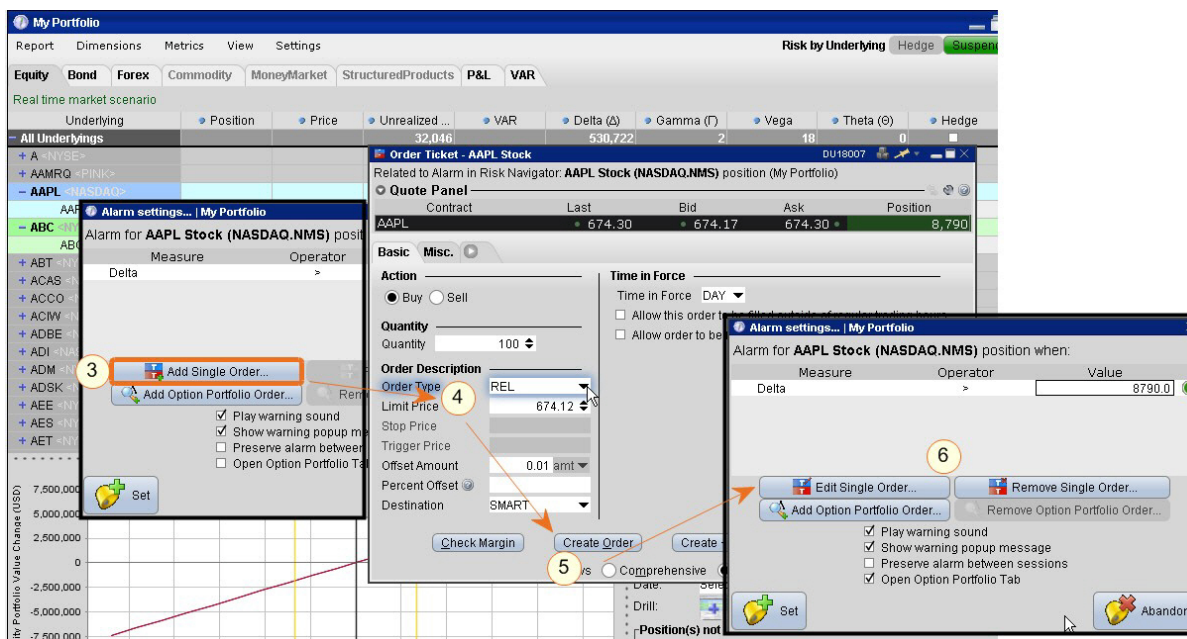 My Portfolio
Report Dimensions Metrics View Settings Risk by Underlying Hedge Suspend
Equity Bond Forex Commodity MoneyMarket StructuredProducts P&L VAR
Real time market scenario
Underlying Position Price Unrealized ... VAR Delta (Δ) Gamma (Γ) Vega Theta (Θ) Hedge
− All Underlyings 32,046 530,722 2 18 0
+ A <NYSE>
+ AAMRQ <PINK>
− AAPL <NASDAQ>
− ABC
+ ABT
+ ACAS
+ ACCO
+ ACIW
+ ADBE
+ ADI
+ ADM
+ ADSK
+ AEE
+ AES
+ AET
Alarm settings... | My Portfolio
Alarm for AAPL Stock (NASDAQ.NMS)
Measure Operator
Delta >
3
Add Single Order...
Add Option Portfolio Order...
Play warning sound
Show warning popup
Preserve alarm between
Open Option Portfolio
Set
Order Ticket - AAPL Stock DU18007
Related to Alarm in Risk Navigator: AAPL Stock (NASDAQ.NMS) position (My Portfolio)
Quote Panel
Contract Last Bid Ask Position
AAPL 674.30 674.17 674.30 8,790
Basic Misc.
Action
Buy Sell
Quantity
Quantity 100
Order Description
Order Type REL
4
Limit Price 674.12
Stop Price
Trigger Price
Offset Amount 0.01 amt
Percent Offset
Destination SMART
Time in Force
Time in Force DAY
Allow this order to be filled outside of regular trading hours
Allow order to be
Check Margin Create Order Create
5
Comprehensive
Date:
Drill:
Position(s) not
Alarm settings... | My Portfolio
Alarm for AAPL Stock (NASDAQ.NMS) position when:
Measure Operator Value
Delta > 8790.0
6
Edit Single Order... Remove Single Order...
Add Option Portfolio Order... Remove Option Portfolio Order...
Play warning sound
Show warning popup message
Preserve alarm between sessions
Open Option Portfolio Tab
Set Abandon
Portfolio Value Change (USD)
7,500,000
5,000,000
2,500,000
0
-2,500,000
-5,000,000
-7,500,000